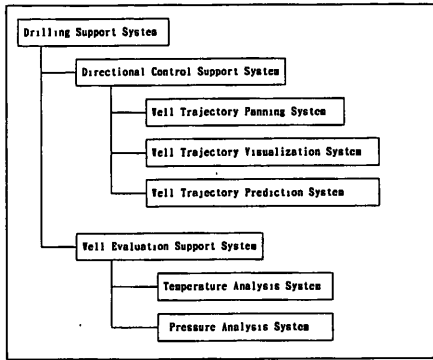 Drilling Support System
Directional Control Support System
Well Trajectory Panning System
Well Trajectory Visualization System
Well Trajectory Prediction System
Well Evaluation Support System
Temperature Analysis System
Pressure Analysis System